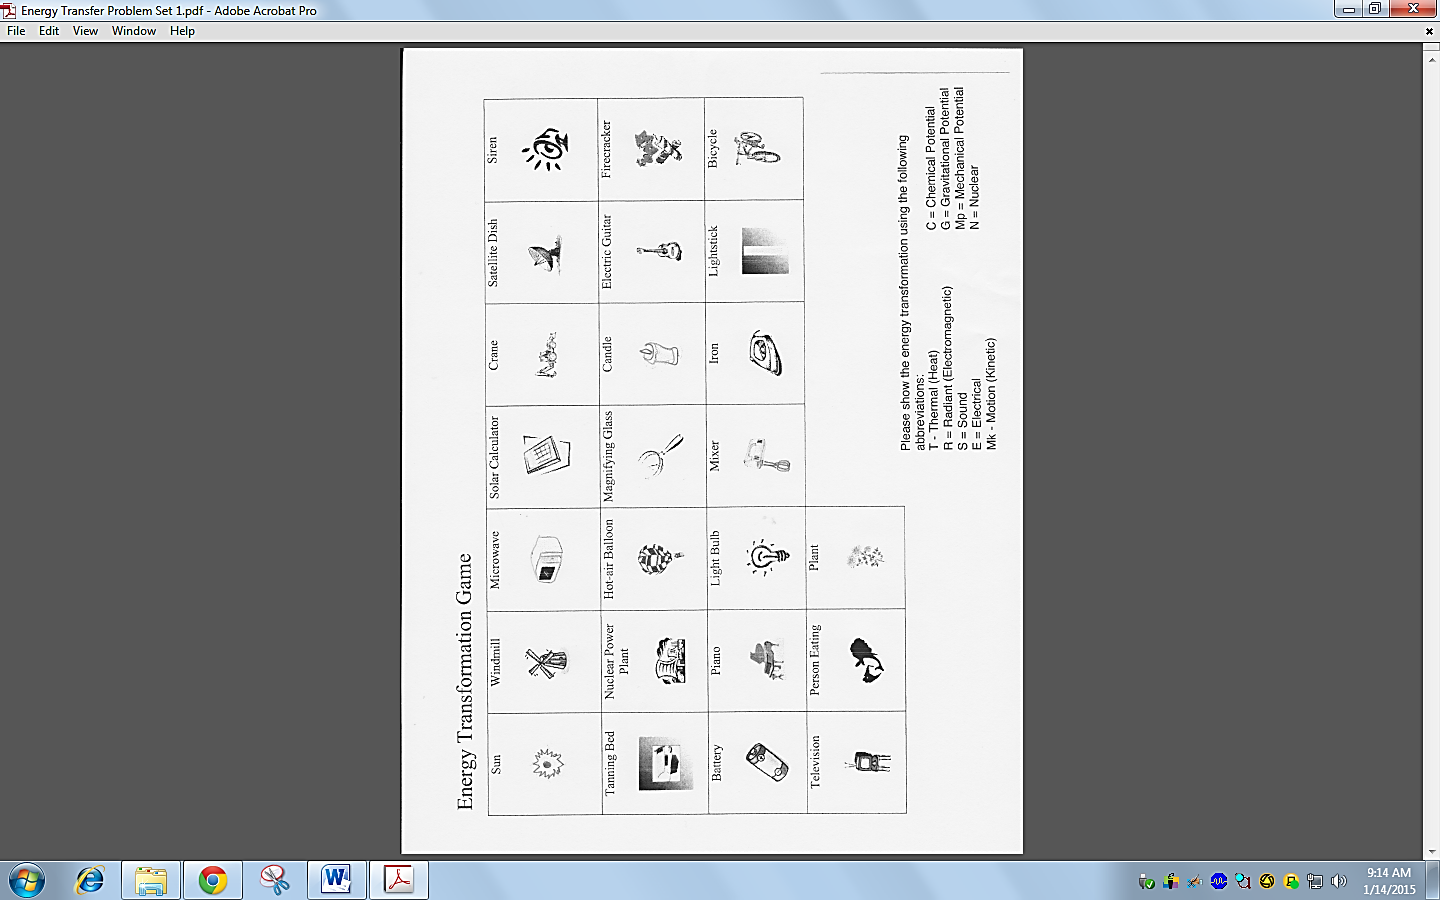 Energy Transfer Problem Set 1.pdf - Adobe Acrobat Pro
File Edit View Window Help
Energy Transformation Game
Sun
Windmill
Microwave
Solar Calculator
Crane
Satellite Dish
Siren
Tanning Bed
Nuclear Power
Plant
Hot-air Balloon
Magnifying Glass
Candle
Electric Guitar
Firecracker
Battery
Piano
Light Bulb
Mixer
Iron
Lightstick
Bicycle
Television
Person Eating
Plant
Please show the energy transformation using the following
abbreviations:
T - Thermal (Heat)
R = Radiant (Electromagnetic)
S = Sound
E = Electrical
Mk - Motion (Kinetic)
C = Chemical Potential
G = Gravitational Potential
Mp = Mechanical Potential
N = Nuclear
9:14 AM
1/14/2015